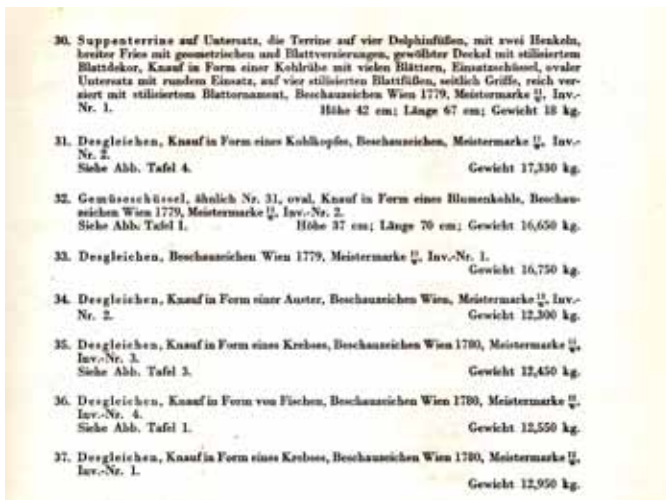 30. Suppenterrine auf Untersatz, die Terrine auf vier Delphinfüßen, mit zwei Henkeln,
breiter Fries mit geometrischen und Blattverzierungen, gewölbter Deckel mit stilisiertem
Blattdekor, Knauf in Form einer Kohlrübe mit vielen Blättern, Einsatzschüssel, ovaler
Untersatz mit rundem Einsatz, auf vier stilisierten Blattfüßen, seitlich Griffe, reich ver-
ziert mit stilisiertem Blattornament, Beschauzeichen Wien 1779, Meistermarke Inv.-
Nr. 1. Höhe 42 cm; Länge 67 cm; Gewicht 18 kg.
31. Desgleichen, Knauf in Form eines Kohlkopfes, Beschauzeichen, Meistermarke Inv.-
Nr. 2.
Siehe Abb. Tafel 4. Gewicht 17,330 kg.
32. Gemüseschüssel, ähnlich Nr. 31, oval, Knauf in Form eines Blumenkohls, Beschau-
zeichen Wien 1779, Meistermarke Inv.-Nr. 2.
Siehe Abb. Tafel 1. Höhe 37 cm; Länge 70 cm; Gewicht 16,650 kg.
33. Desgleichen, Beschauzeichen Wien 1779, Meistermarke Inv.-Nr. 1.
Gewicht 16,750 kg.
34. Desgleichen, Knauf in Form einer Auster, Beschauzeichen Wien, Meistermarke Inv.-
Nr. 2. Gewicht 12,300 kg.
35. Desgleichen, Knauf in Form eines Krebses, Beschauzeichen Wien 1780, Meistermarke
Inv.-Nr. 3.
Siehe Abb. Tafel 3. Gewicht 12,450 kg.
36. Desgleichen, Knauf in Form von Fischen, Beschauzeichen Wien 1780, Meistermarke
Inv.-Nr. 4.
Siehe Abb. Tafel 1. Gewicht 12,550 kg.
37. Desgleichen, Knauf in Form eines Krebses, Beschauzeichen Wien 1780, Meistermarke
Inv.-Nr. 1.
Gewicht 12,950 kg.